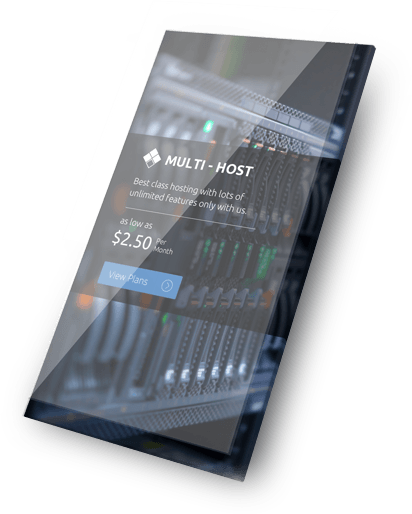 MULTI - HOST
Best class hosting with lots of
unlimited features only with us.
as low as
$2.50 Per
Month
View Plans